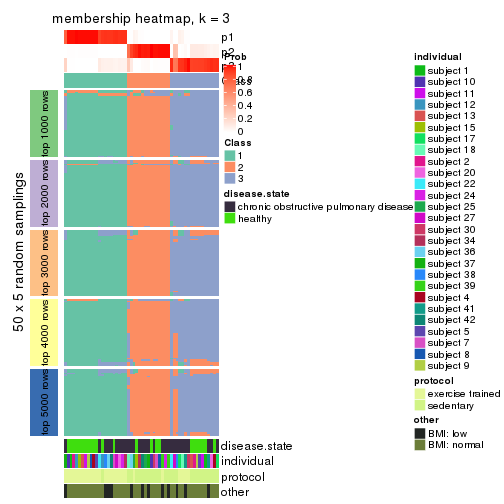 membership heatmap, k = 3
p1
p2
p3
Prob
1
0.8
0.6
0.4
0.2
0
Class
1
2
3
disease.state
chronic obstructive pulmonary disease
healthy
50 x 5 random samplings
top 1000 rows
top 2000 rows
top 3000 rows
top 4000 rows
top 5000 rows
disease.state
individual
protocol
other
individual
subject 1
subject 10
subject 11
subject 12
subject 13
subject 15
subject 17
subject 18
subject 2
subject 20
subject 22
subject 24
subject 25
subject 27
subject 30
subject 34
subject 36
subject 37
subject 38
subject 39
subject 4
subject 41
subject 42
subject 5
subject 7
subject 8
subject 9
protocol
exercise trained
sedentary
other
BMI: low
BMI: normal